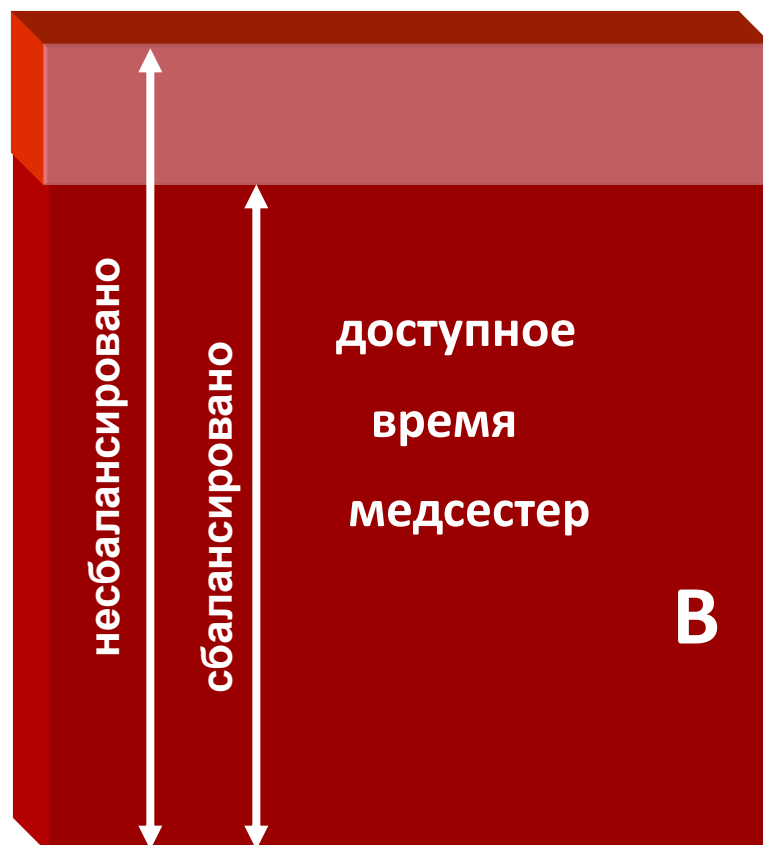 несбалансировано
сбалансировано
доступное
время
медсестер
В